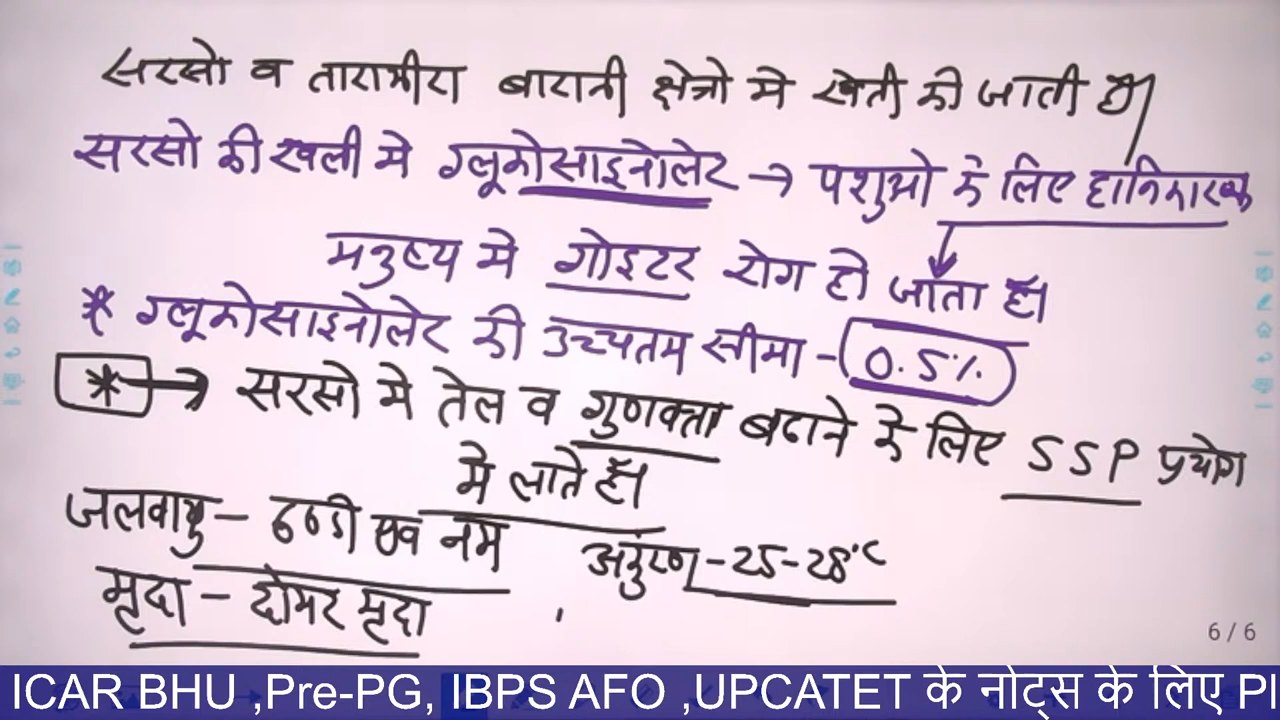 सरसो व तारामीरा बारानी क्षेत्रो मे खेती की जाती है
सरसो की खली मे ग्लूकोसाइनोलेट → पशुओ के लिए हानिकारक
मनुष्य मे गोइटर रोग हो जाता है।
* ग्लूकोसाइनोलेट की उच्चतम सीमा - 0.5%
* → सरसो मे तेल व गुणवत्ता बढाने के लिए SSP प्रयोग
मे लाते है।
जलवायु - ठण्डी एव नम
मृदा - दोमट मृदा , - 25-28°C
6 / 6
ICAR BHU ,Pre-PG, IBPS AFO ,UPCATET के नोट्स के लिए Pl